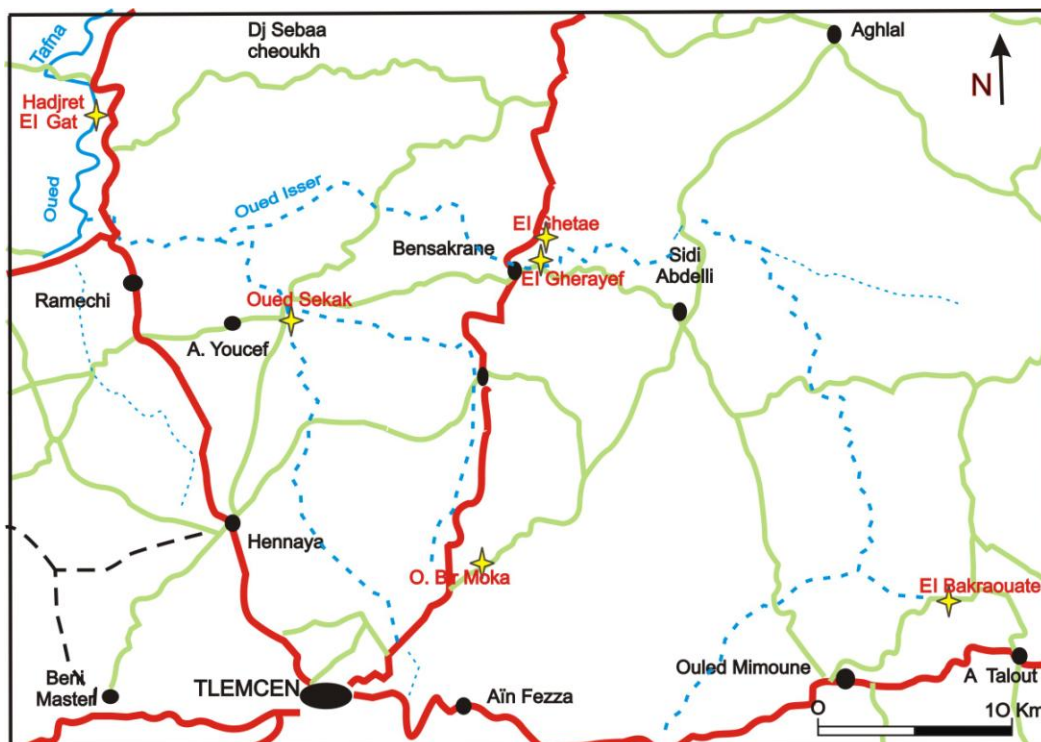 Tafna
Dj Sebaa
cheoukh
Aghlal
N
Hadjret
El Gat
Oued
Oued Isser
El Ghetae
Bensakrane
El Gherayef
Sidi
Abdelli
Ramechi
Oued Sekak
A. Youcef
Hennaya
O. Bir Moka
El Bakraouate
Beni
Master
TLEMCEN
Aïn Fezza
Ouled Mimoune
A Talout
O
10 Km